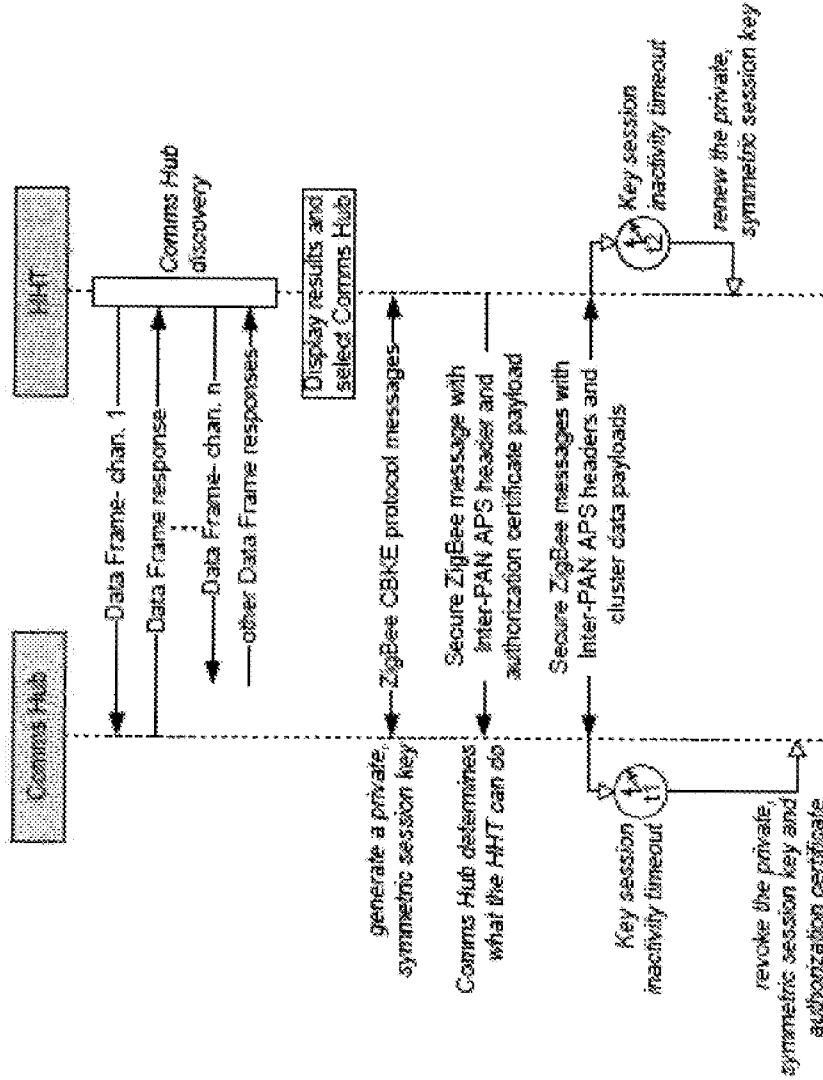 Comms Hub
HHT
Data Frame- chan. 1
Data Frame response
Data Frame- chan. n
other Data Frame responses
Comms Hub
discovery
Display results and
select Comms Hub
ZigBee CBKE protocol messages
generate a private,
symmetric session key
Secure ZigBee message with
Inter-PAN APS header and
authorization certificate payload
Comms Hub determines
what the HHT can do
Secure ZigBee messages with
Inter-PAN APS headers and
cluster data payloads
t1
Key session
inactivity timeout
t2
Key session
inactivity timeout
renew the private,
symmetric session key
revoke the private,
symmetric session key and
authorization certificate